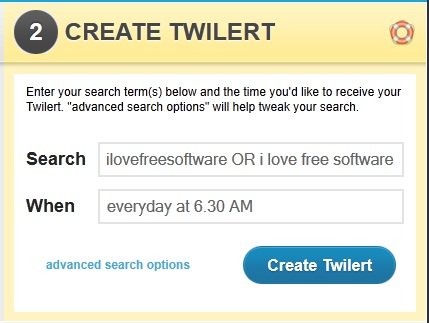 2 CREATE TWILERT
Enter your search term(s) below and the time you'd like to receive your
Twilert. "advanced search options" will help tweak your search.
Search ilovefreesoftware OR i love free software
When everyday at 6.30 AM
advanced search options Create Twilert